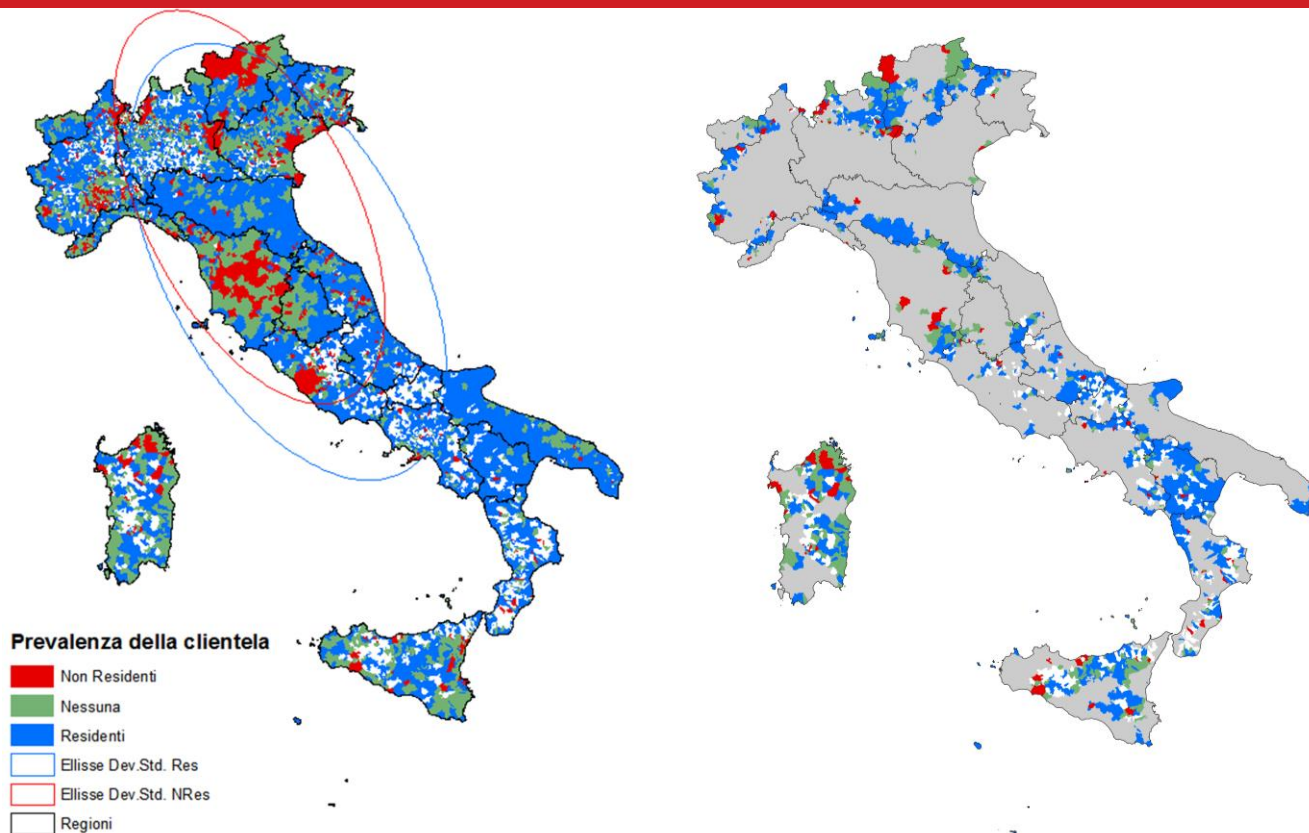 Prevalenza della clientela
Non Residenti
Nessuna
Residenti
Ellisse Dev.Std. Res
Ellisse Dev.Std. NRes
Regioni